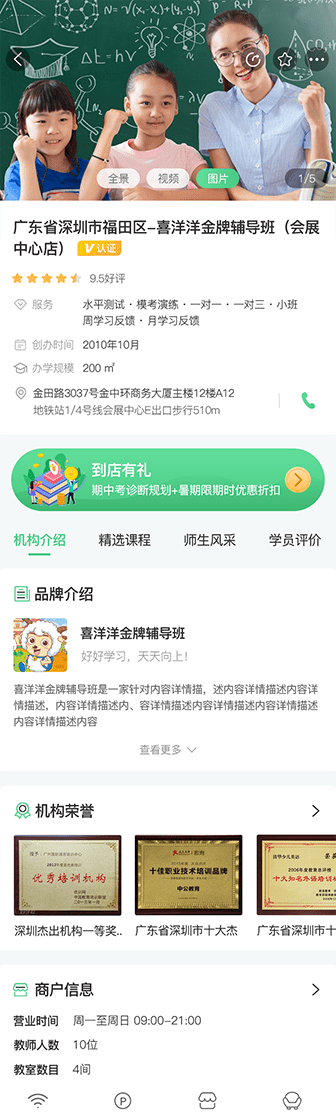 全景
视频
图片
1/5
广东省深圳市福田区-喜洋洋金牌辅导班（会展
中心店）
V认证
9.5好评
服务
水平测试·模考演练·一对一·一对三·小班
周学习反馈·月学习反馈
创办时间
2010年10月
办学规模
200 ㎡
金田路3037号金中环商务大厦主楼12楼A12
地铁站1/4号线会展中心E出口步行510m
到店有礼
期中考诊断规划+暑期限期时优惠折扣
机构介绍
精选课程
师生风采
学员评价
品牌介绍
喜洋洋金牌辅导班
好好学习，天天向上！
喜洋洋金牌辅导班是一家针对内容详情描，述内容详情描述内容详
情描述，内容详情描述内、容详情描述内容详情描述内容详情描述
内容详情描述内容
查看更多
机构荣誉
优秀培训机构
十佳职业技术培训品牌
中公教育
深圳杰出机构一等奖..
广东省深圳市十大杰
广东省深圳市十
商户信息
营业时间
周一至周日 09:00-21:00
教师人数
10位
教室数目
4间
P